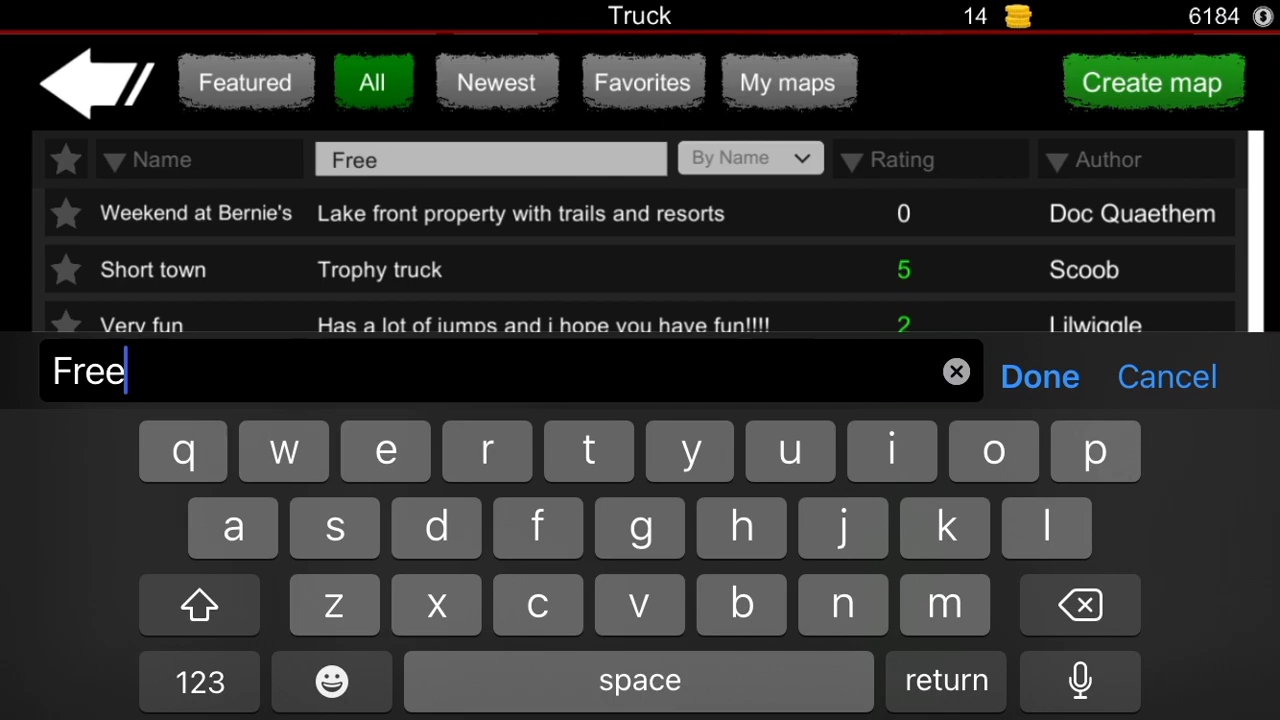 Truck 14 6184
Featured All Newest Favorites My maps Create map
Name Free By Name Rating Author
Weekend at Bernie's Lake front property with trails and resorts 0 Doc Quaethem
Short town Trophy truck 5 Scoob
Very fun Has a lot of jumps and i hope you have fun!!!! 2 Lilwiggle
Free Done Cancel
q w e r t y u i o p
a s d f g h j k l
z x c v b n m
123 space return